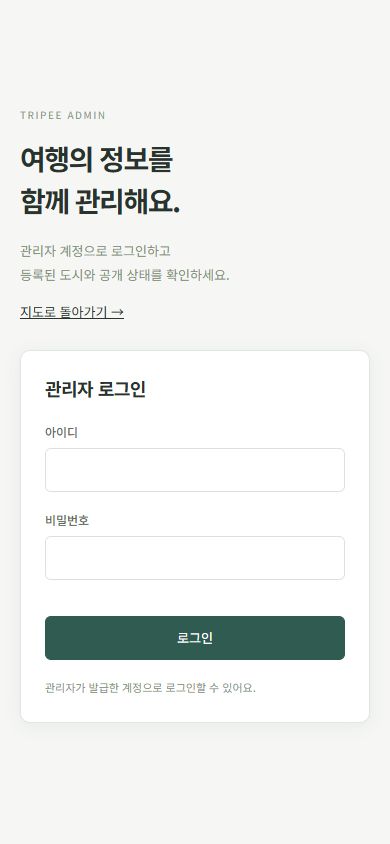 TRIPEE ADMIN
여행의 정보를
함께 관리해요.
관리자 계정으로 로그인하고
등록된 도시와 공개 상태를 확인하세요.
지도로 돌아가기 →
관리자 로그인
아이디
비밀번호
로그인
관리자가 발급한 계정으로 로그인할 수 있어요.